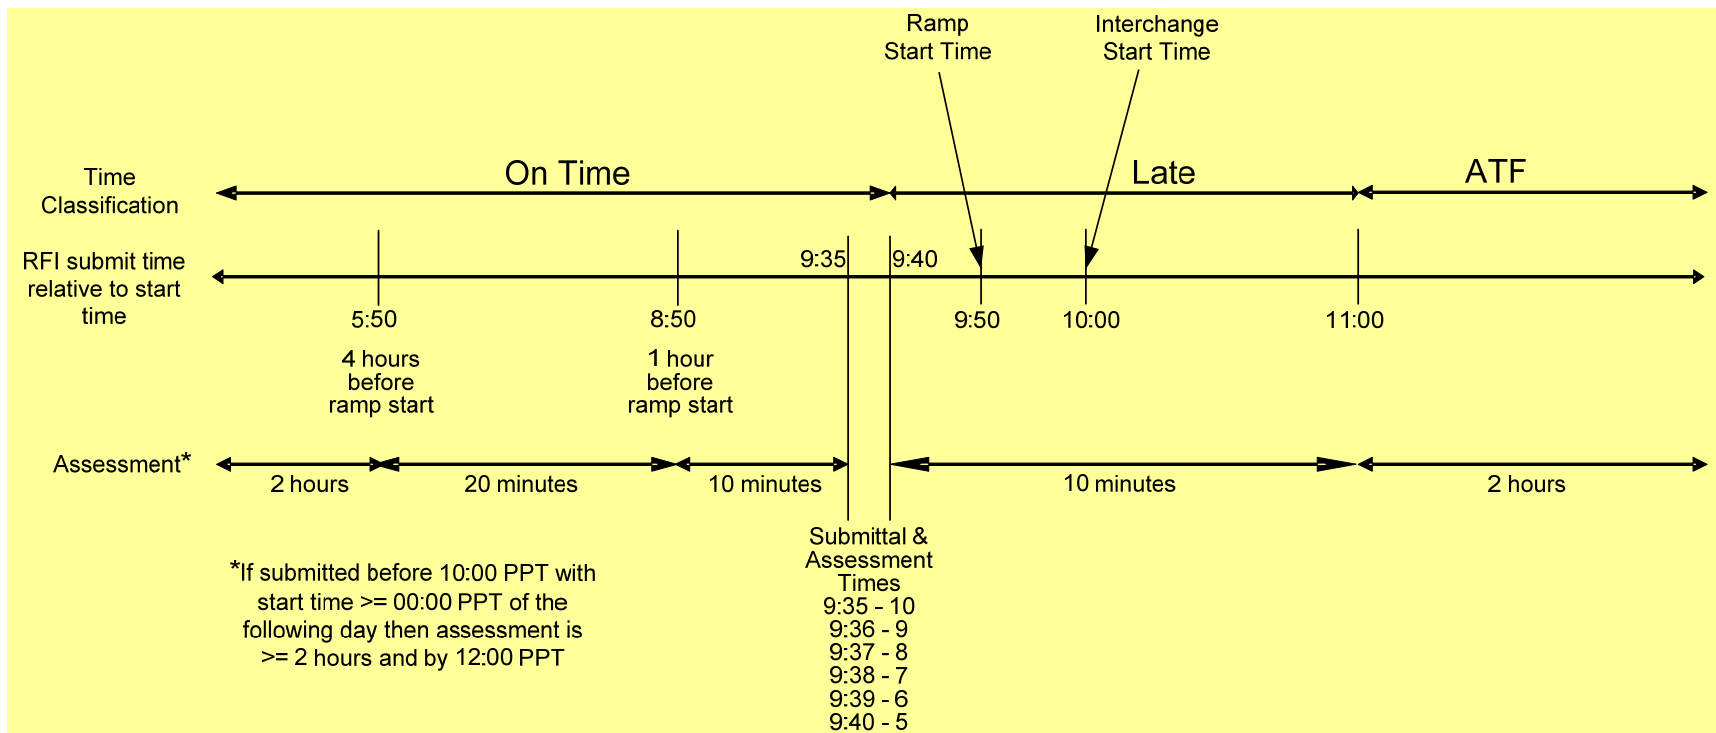 Ramp
Start Time
Interchange
Start Time
Time
Classification
On Time
Late
ATF
RFI submit time
relative to start
time
9:35
9:40
5:50
8:50
9:50
10:00
11:00
4 hours
before
ramp start
1 hour
before
ramp start
Assessment*
2 hours
20 minutes
10 minutes
10 minutes
2 hours
Submittal &
Assessment
Times
9:35 - 10
9:36 - 9
9:37 - 8
9:38 - 7
9:39 - 6
9:40 - 5
*If submitted before 10:00 PPT with
start time >= 00:00 PPT of the
following day then assessment is
>= 2 hours and by 12:00 PPT